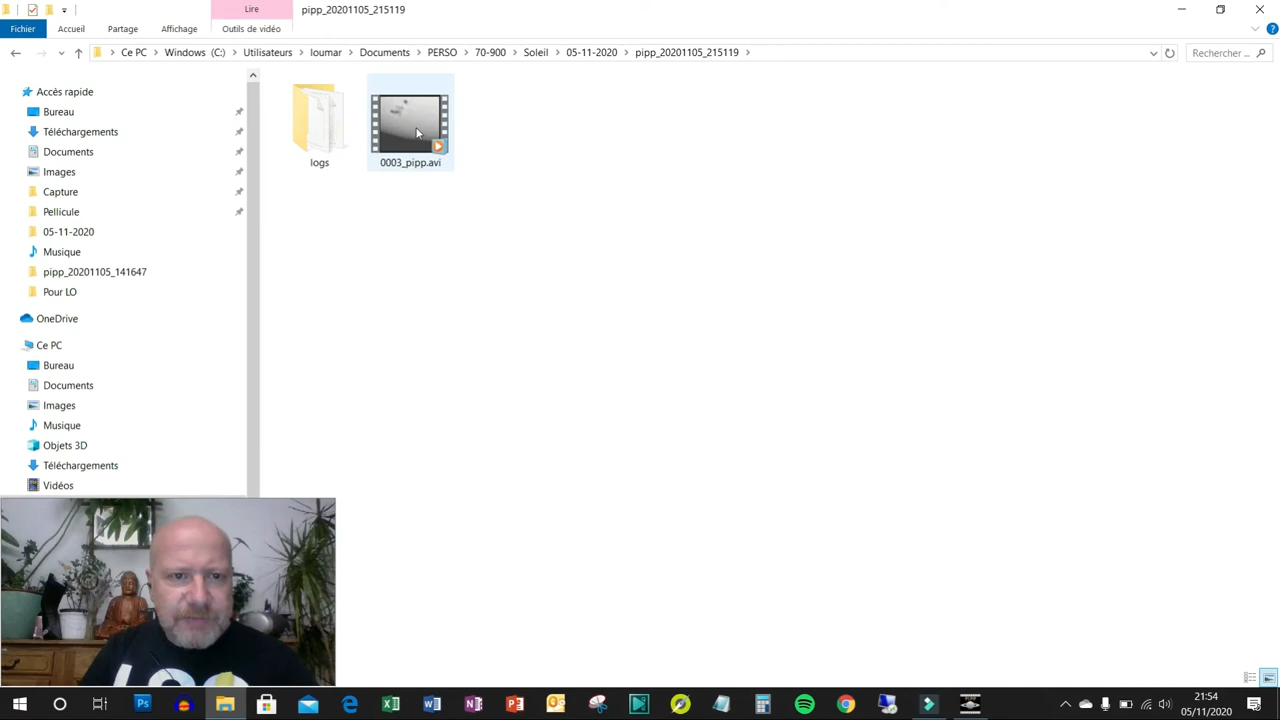 Lire
pipp_20201105_215119
Fichier
Accueil
Partage
Affichage
Outils de vidéo
Ce PC
Windows (C:)
Utilisateurs
loumar
Documents
PERSO
70-900
Soleil
05-11-2020
pipp_20201105_215119
Rechercher ...
Accès rapide
Bureau
Téléchargements
Documents
Images
Capture
Pellicule
05-11-2020
Musique
pipp_20201105_141647
Pour LO
OneDrive
Ce PC
Bureau
Documents
Images
Musique
Objets 3D
Téléchargements
Vidéos
logs
0003_pipp.avi
21:54
05/11/2020